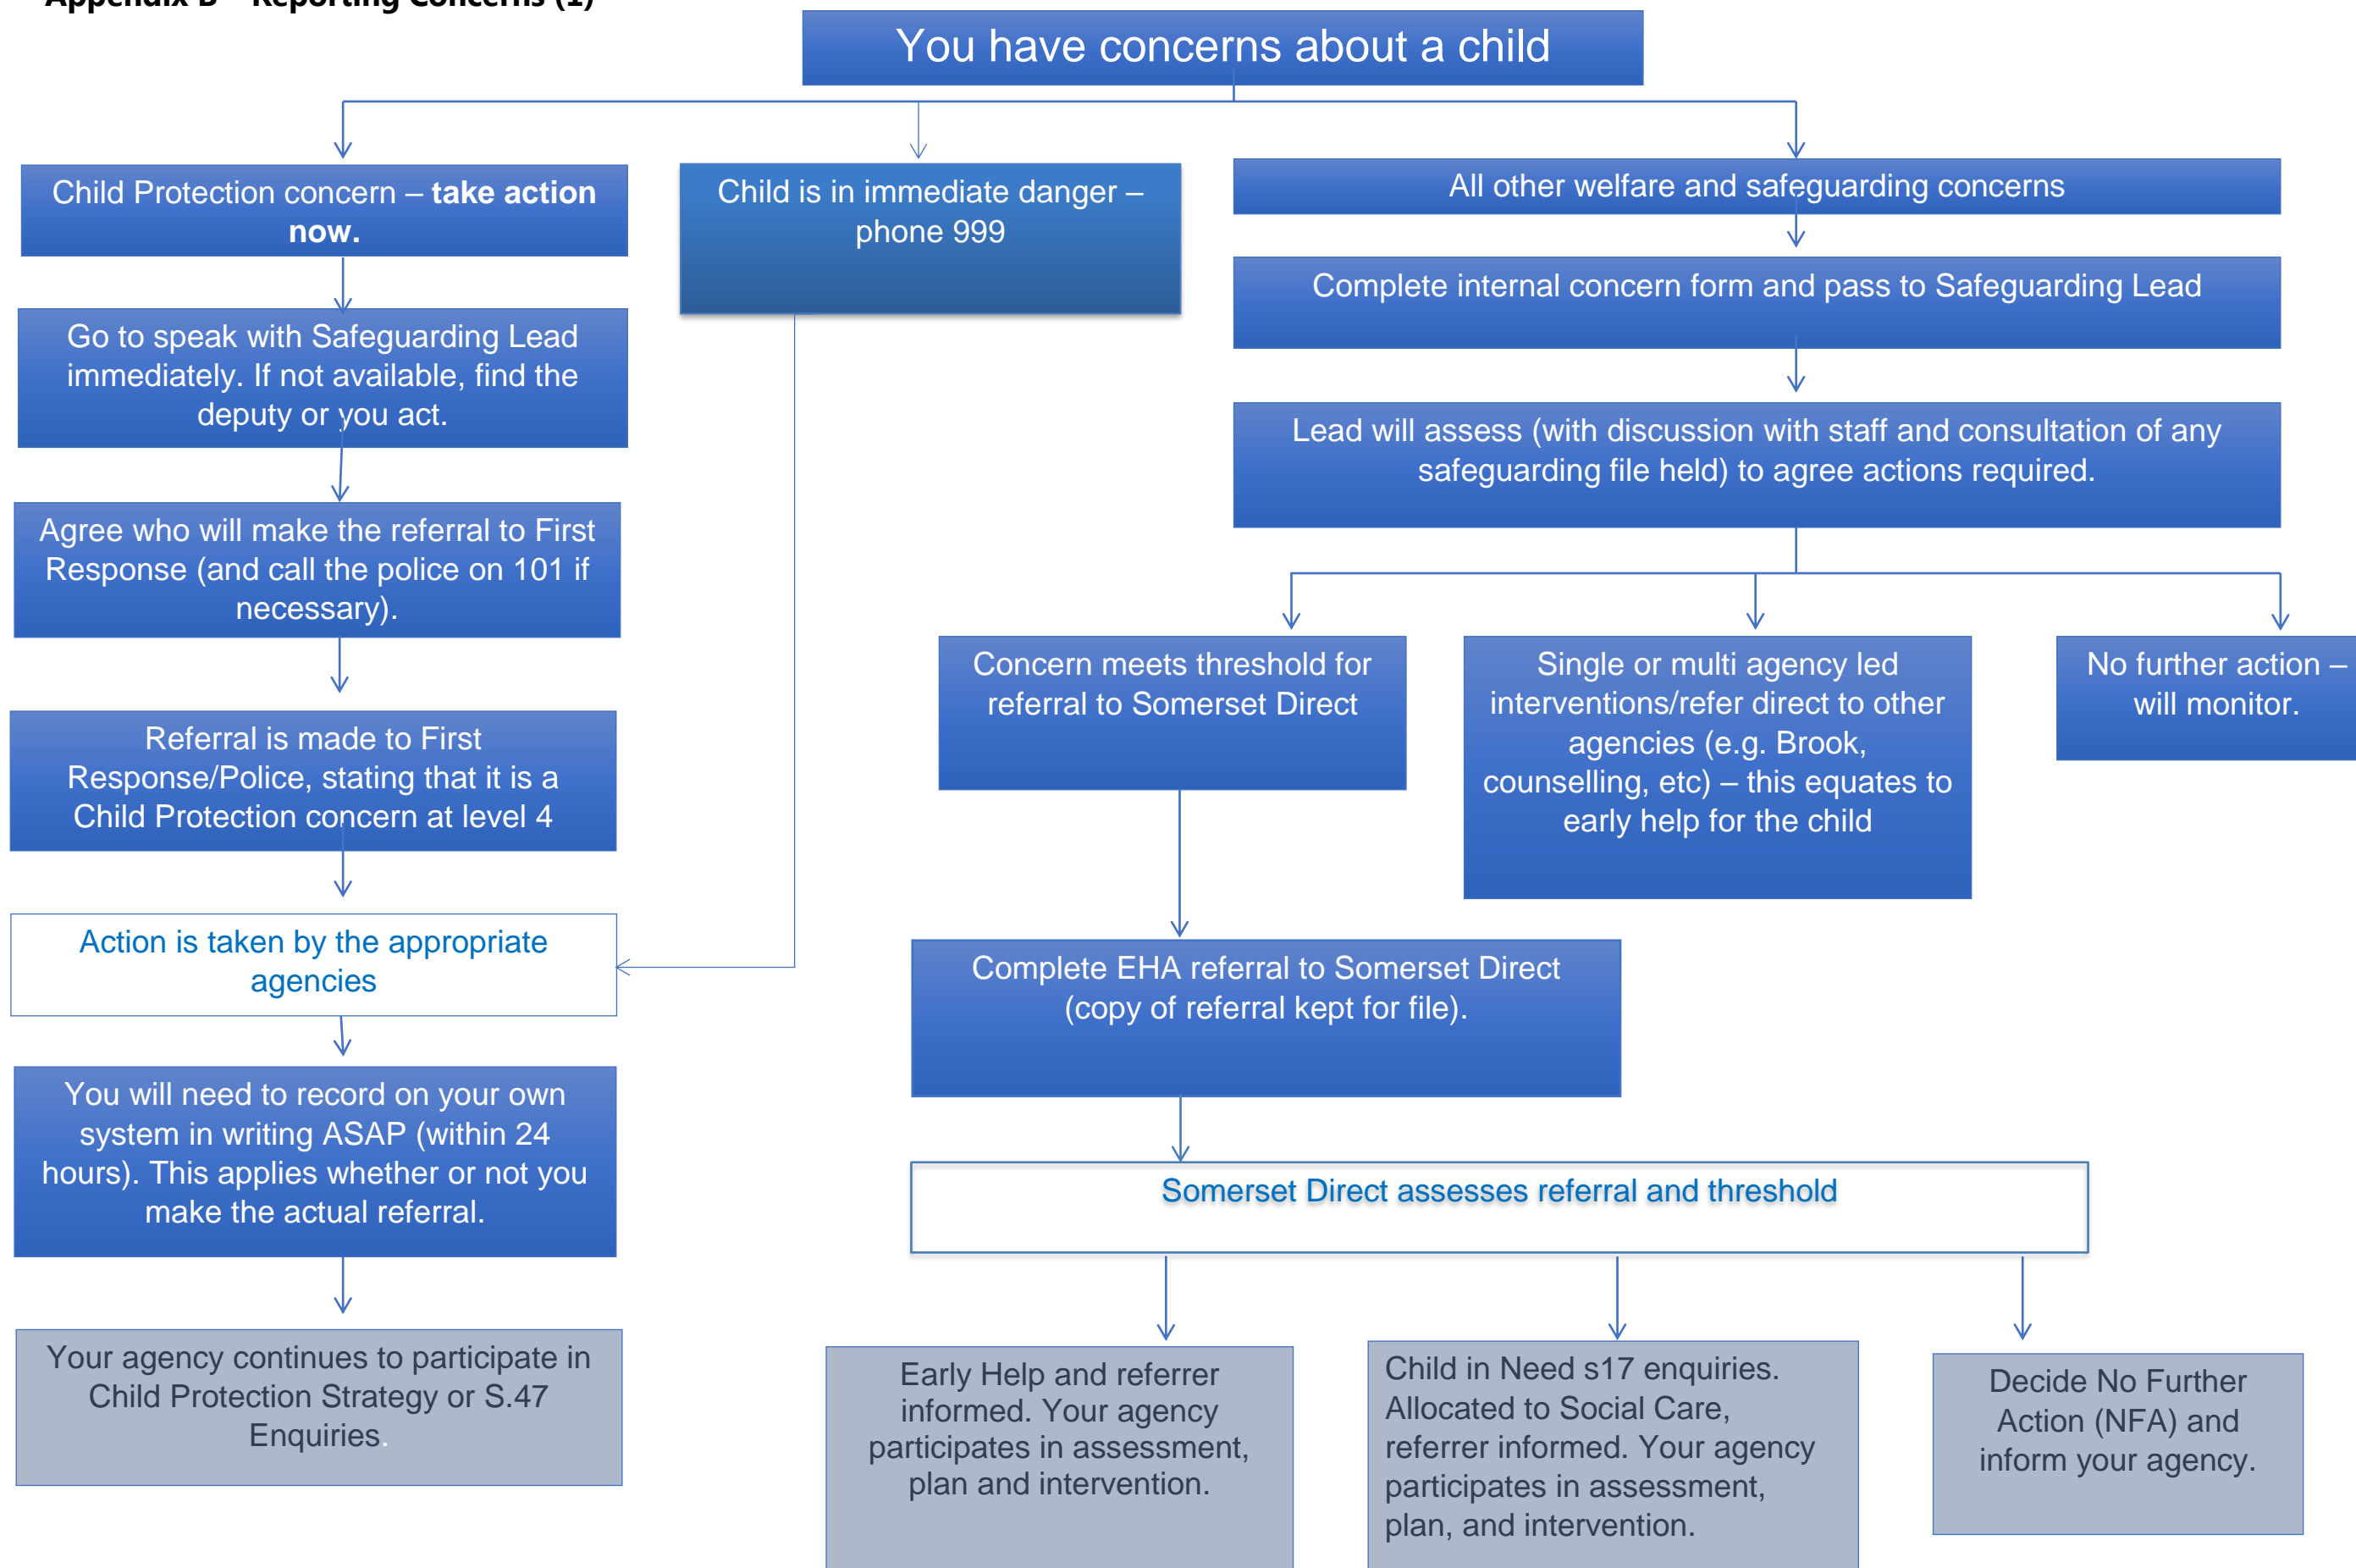 Appendix B – Reporting Concerns (1)
You have concerns about a child
Child Protection concern – take action
now.
Child is in immediate danger –
phone 999
All other welfare and safeguarding concerns
Go to speak with Safeguarding Lead
immediately. If not available, find the
deputy or you act.
Complete internal concern form and pass to Safeguarding Lead
Lead will assess (with discussion with staff and consultation of any
safeguarding file held) to agree actions required.
Agree who will make the referral to First
Response (and call the police on 101 if
necessary).
Concern meets threshold for
referral to Somerset Direct
Single or multi agency led
interventions/refer direct to other
agencies (e.g. Brook,
counselling, etc) – this equates to
early help for the child
No further action –
will monitor.
Referral is made to First
Response/Police, stating that it is a
Child Protection concern at level 4
Action is taken by the appropriate
agencies
Complete EHA referral to Somerset Direct
(copy of referral kept for file).
You will need to record on your own
system in writing ASAP (within 24
hours). This applies whether or not you
make the actual referral.
Somerset Direct assesses referral and threshold
Your agency continues to participate in
Child Protection Strategy or S.47
Enquiries.
Early Help and referrer
informed. Your agency
participates in assessment,
plan and intervention.
Child in Need s17 enquiries.
Allocated to Social Care,
referrer informed. Your agency
participates in assessment,
plan, and intervention.
Decide No Further
Action (NFA) and
inform your agency.